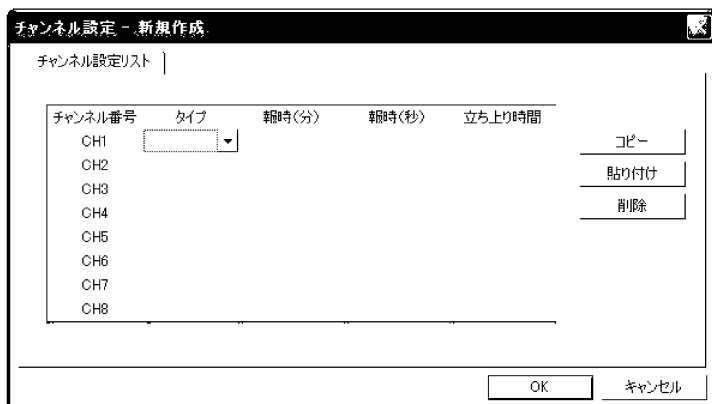 チャンネル設定 - 新規作成
チャンネル設定リスト
チャンネル番号 タイプ 報時(分) 報時(秒) 立ち上り時間
CH1
CH2
CH3
CH4
CH5
CH6
CH7
CH8
コピー
貼り付け
削除
OK キャンセル